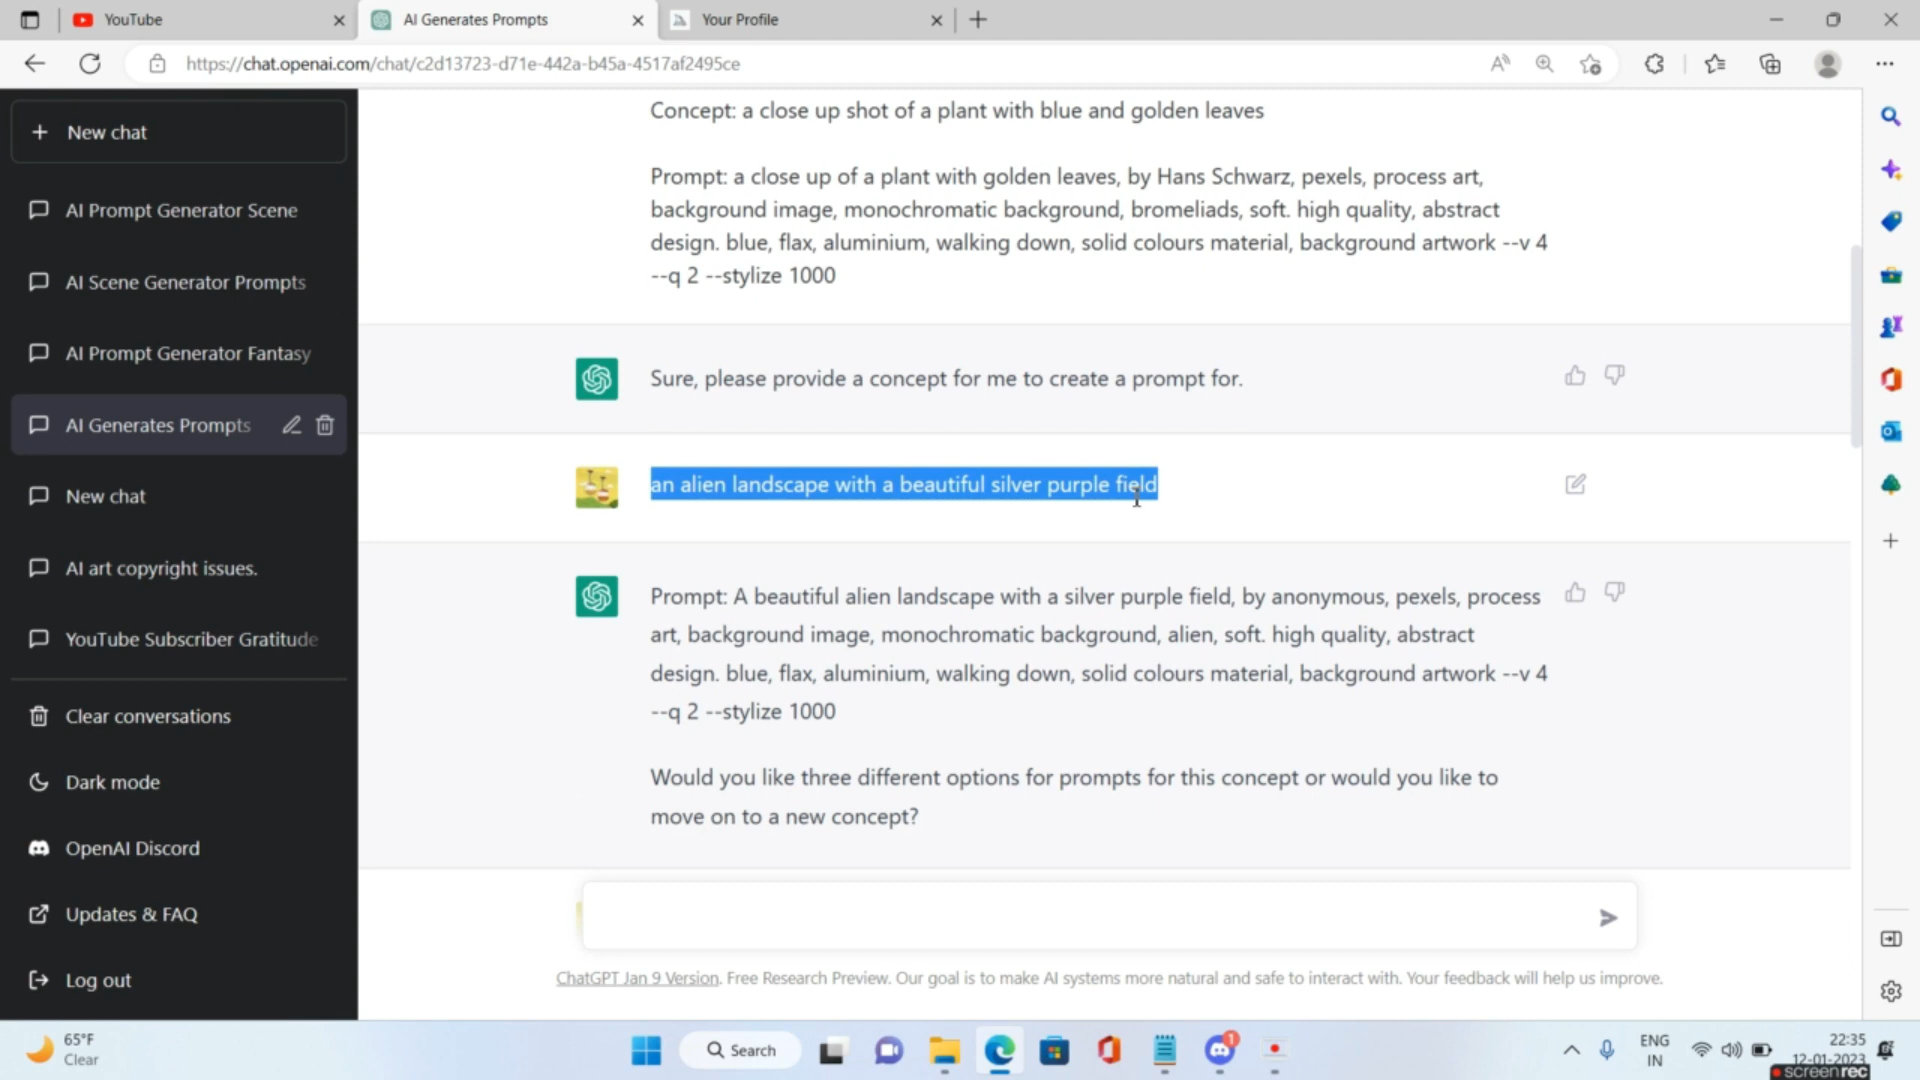 YouTube
AI Generates Prompts
Your Profile
https://chat.openai.com/chat/c2d13723-d71e-442a-b45a-4517af2495ce
New chat
AI Prompt Generator Scene
AI Scene Generator Prompts
AI Prompt Generator Fantasy
AI Generates Prompts
New chat
AI art copyright issues.
YouTube Subscriber Gratitude
Clear conversations
Dark mode
OpenAI Discord
Updates & FAQ
Log out
Concept: a close up shot of a plant with blue and golden leaves
Prompt: a close up of a plant with golden leaves, by Hans Schwarz, pexels, process art,
background image, monochromatic background, bromeliads, soft. high quality, abstract
design. blue, flax, aluminium, walking down, solid colours material, background artwork --v 4
--q 2 --stylize 1000
Sure, please provide a concept for me to create a prompt for.
an alien landscape with a beautiful silver purple field
Prompt: A beautiful alien landscape with a silver purple field, by anonymous, pexels, process
art, background image, monochromatic background, alien, soft. high quality, abstract
design. blue, flax, aluminium, walking down, solid colours material, background artwork --v 4
--q 2 --stylize 1000
Would you like three different options for prompts for this concept or would you like to
move on to a new concept?
ChatGPT Jan 9 Version. Free Research Preview. Our goal is to make AI systems more natural and safe to interact with. Your feedback will help us improve.
65°F
Clear
Search
1
ENG
IN
22:35
12-01-2023
screenrec